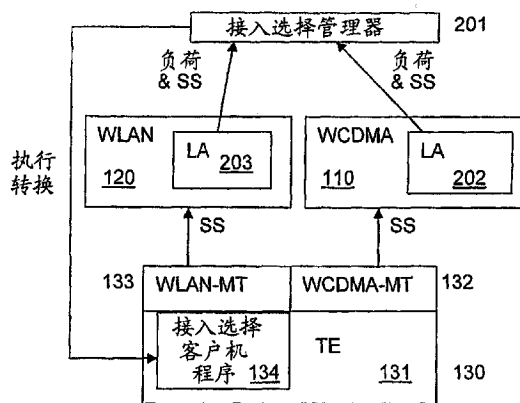 接入选择管理器
201
负荷
& SS
负荷
& SS
执行
转换
WLAN
LA
203
120
WCDMA
LA
110
202
SS
SS
133
WLAN-MT
WCDMA-MT
132
接入选择
客户机
程序
134
TE
131
130